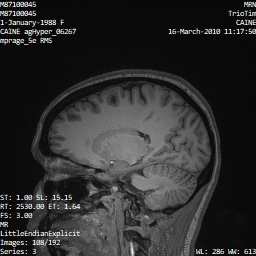 M87100045
M87100045
1-January-1988 F
CAINE agHyper_06267
mprage_5e RMS
MRN
TrioTim
CAINE
16-March-2010 11:17:50
ST: 1.00 SL: 15.15
RT: 2530.00 ET: 1.64
FS: 3.00
MR
LittleEndianExplicit
Images: 108/192
Series: 3
WL: 286 WW: 613